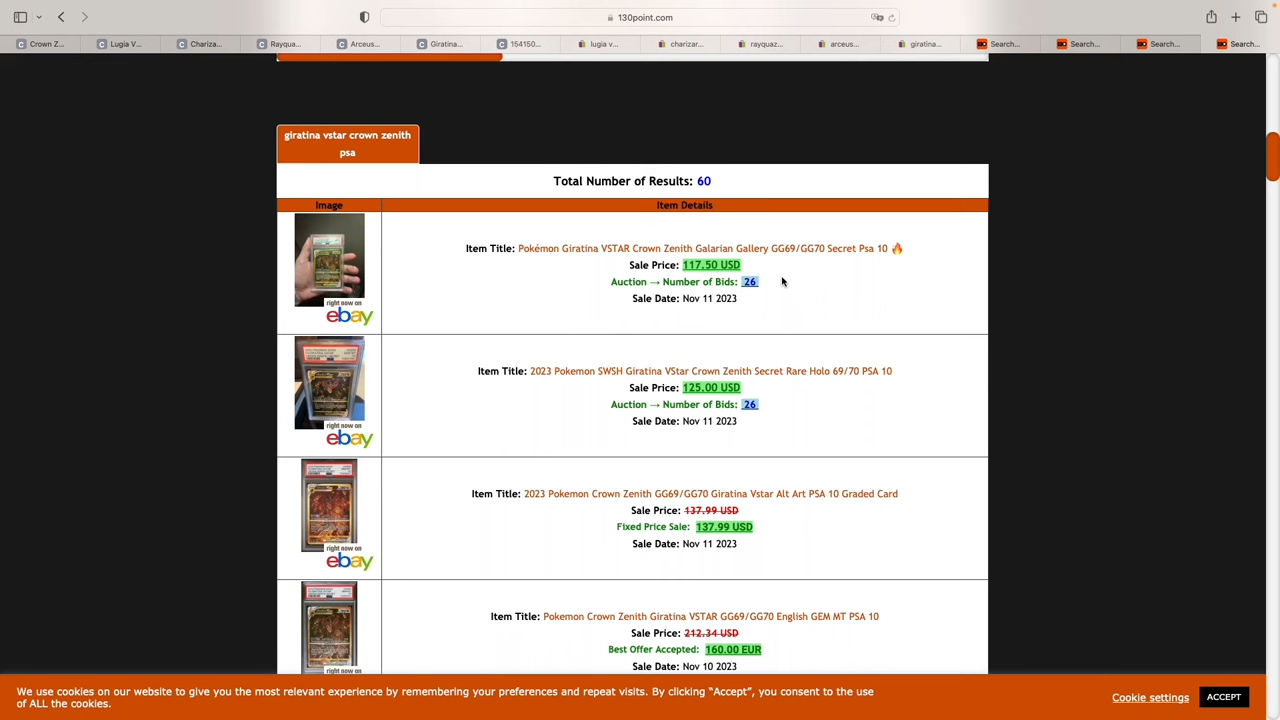 130point.com
Crown Z...
Lugia V...
Chariza...
Rayqua...
Arceus...
Giratina...
154150...
lugia v...
charizar...
rayquaz...
arceus...
giratina...
Search...
Search...
Search...
Search...
giratina vstar crown zenith
psa
Total Number of Results: 60
Image
Item Details
Item Title: Pokémon Giratina VSTAR Crown Zenith Galarian Gallery GG69/GG70 Secret Psa 10 🔥
Sale Price: 117.50 USD
Auction → Number of Bids: 26
Sale Date: Nov 11 2023
right now on
ebay
Item Title: 2023 Pokemon SWSH Giratina VStar Crown Zenith Secret Rare Holo 69/70 PSA 10
Sale Price: 125.00 USD
Auction → Number of Bids: 26
Sale Date: Nov 11 2023
right now on
ebay
Item Title: 2023 Pokemon Crown Zenith GG69/GG70 Giratina Vstar Alt Art PSA 10 Graded Card
Sale Price: 137.99 USD
Fixed Price Sale: 137.99 USD
Sale Date: Nov 11 2023
right now on
ebay
Item Title: Pokemon Crown Zenith Giratina VSTAR GG69/GG70 English GEM MT PSA 10
Sale Price: 212.34 USD
Best Offer Accepted: 160.00 EUR
Sale Date: Nov 10 2023
right now on
We use cookies on our website to give you the most relevant experience by remembering your preferences and repeat visits. By clicking “Accept”, you consent to the use
of ALL the cookies.
Cookie settings
ACCEPT